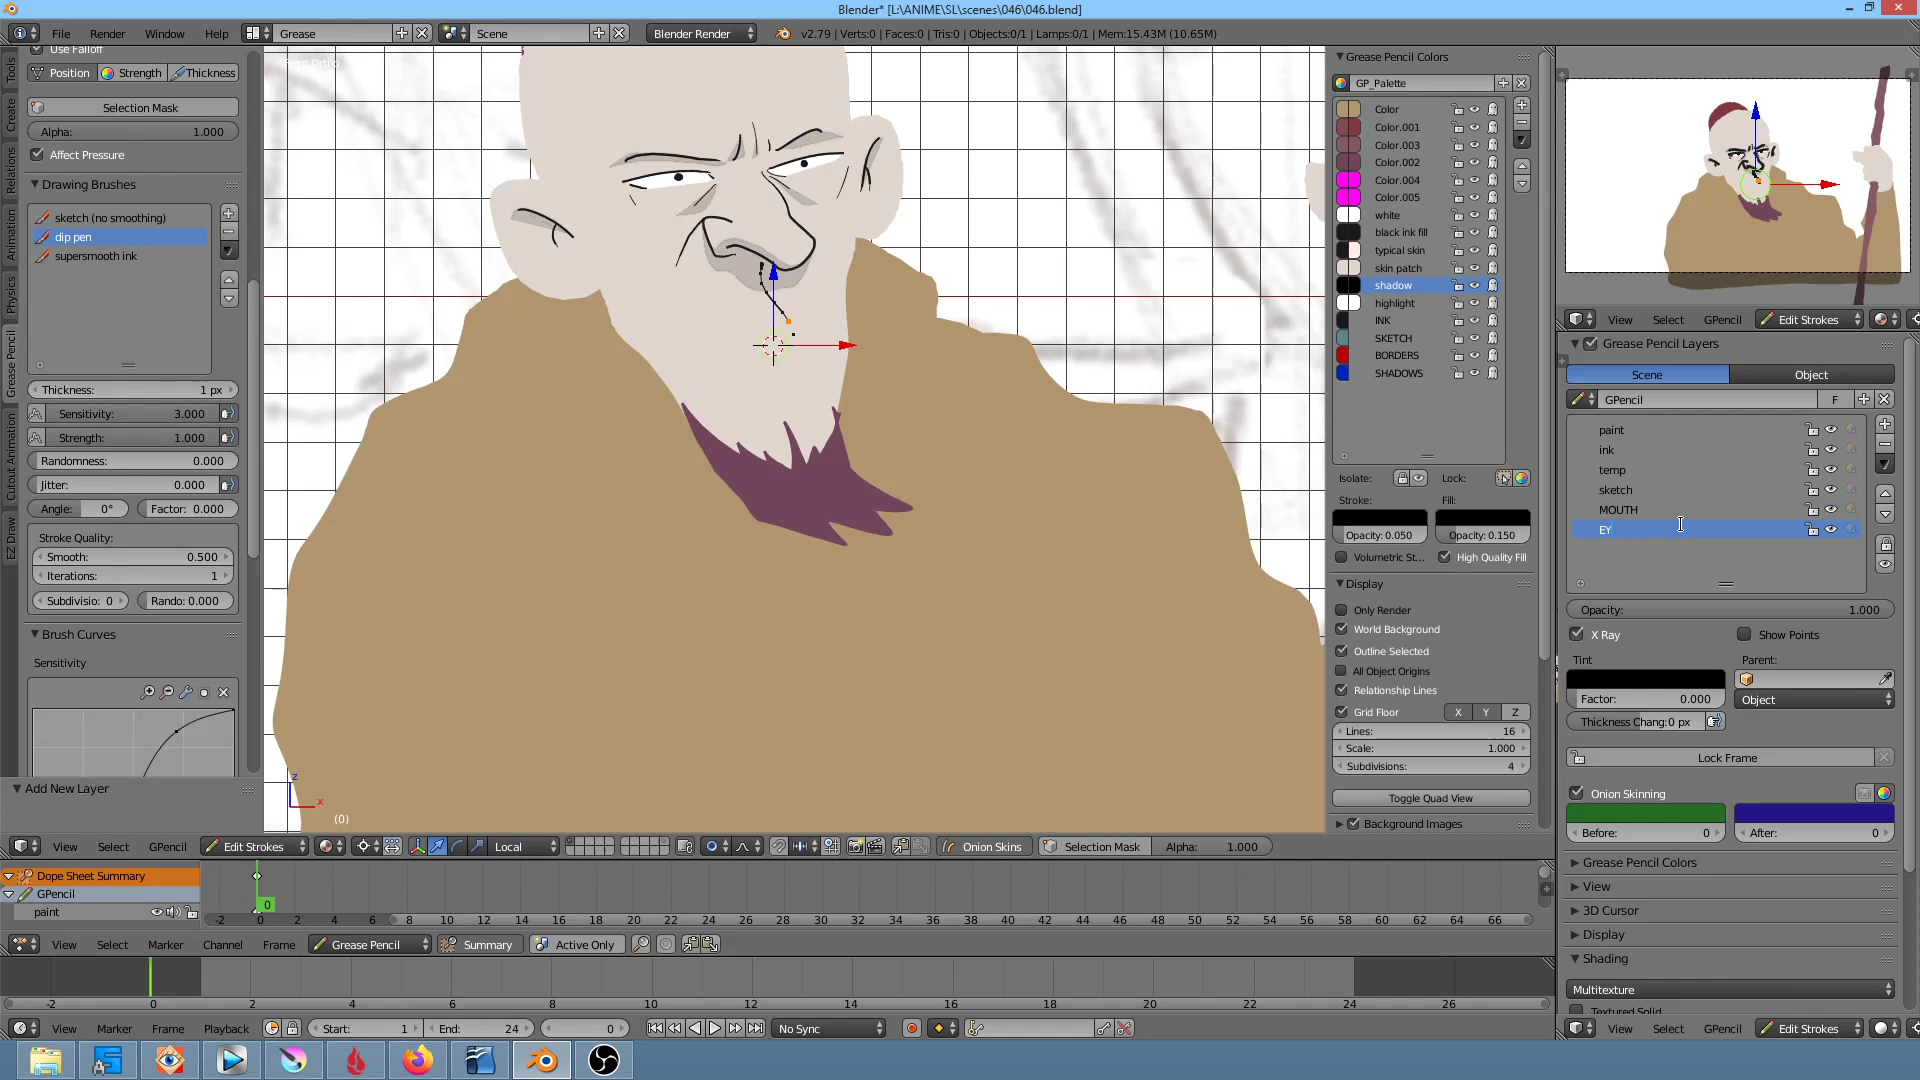 Blender* [L:\ANIME\SL\scenes\046\046.blend]
File Render Window Help Grease Scene Blender Render v2.79 | Verts:0 | Faces:0 | Tris:0 | Objects:0/1 | Lamps:0/1 | Mem:15.43M (10.65M)
Tools
Create
Relations
Animation
Physics
Grease Pencil
Cutout Animation
EZ Draw
Use Falloff
Position Strength Thickness
Selection Mask
Alpha: 1.000
Affect Pressure
Drawing Brushes
sketch (no smoothing)
dip pen
supersmooth ink
Thickness: 1 px
Sensitivity: 3.000
Strength: 1.000
Randomness: 0.000
Jitter: 0.000
Angle: 0° Factor: 0.000
Stroke Quality:
Smooth: 0.500
Iterations: 1
Subdivisio: 0 Rando: 0.000
Brush Curves
Sensitivity
Add New Layer
z
x
(0)
View Select GPencil Edit Strokes Local Onion Skins Selection Mask Alpha: 1.000
Grease Pencil Colors
GP_Palette
Color
Color.001
Color.003
Color.002
Color.004
Color.005
white
black ink fill
typical skin
skin patch
shadow
highlight
INK
SKETCH
BORDERS
SHADOWS
Isolate: Lock:
Stroke: Fill:
Opacity: 0.050 Opacity: 0.150
Volumetric St... High Quality Fill
Display
Only Render
World Background
Outline Selected
All Object Origins
Relationship Lines
Grid Floor X Y Z
Lines: 16
Scale: 1.000
Subdivisions: 4
Toggle Quad View
Background Images
View Select GPencil Edit Strokes
Grease Pencil Layers
Scene Object
GPencil F
paint
ink
temp
sketch
MOUTH
EY
Opacity: 1.000
X Ray Show Points
Tint Parent:
Factor: 0.000 Object
Thickness Chang:0 px
Lock Frame
Onion Skinning
Before: 0 After: 0
Grease Pencil Colors
View
3D Cursor
Display
Shading
Multitexture
Textured Solid
View Select GPencil Edit Strokes
Dope Sheet Summary
GPencil
paint
0
-2 0 2 4 6 8 10 12 14 16 18 20 22 24 26 28 30 32 34 36 38 40 42 44 46 48 50 52 54 56 58 60 62 64 66
View Select Marker Channel Frame Grease Pencil Summary Active Only
-2 0 2 4 6 8 10 12 14 16 18 20 22 24 26
View Marker Frame Playback Start: 1 End: 24 0 No Sync